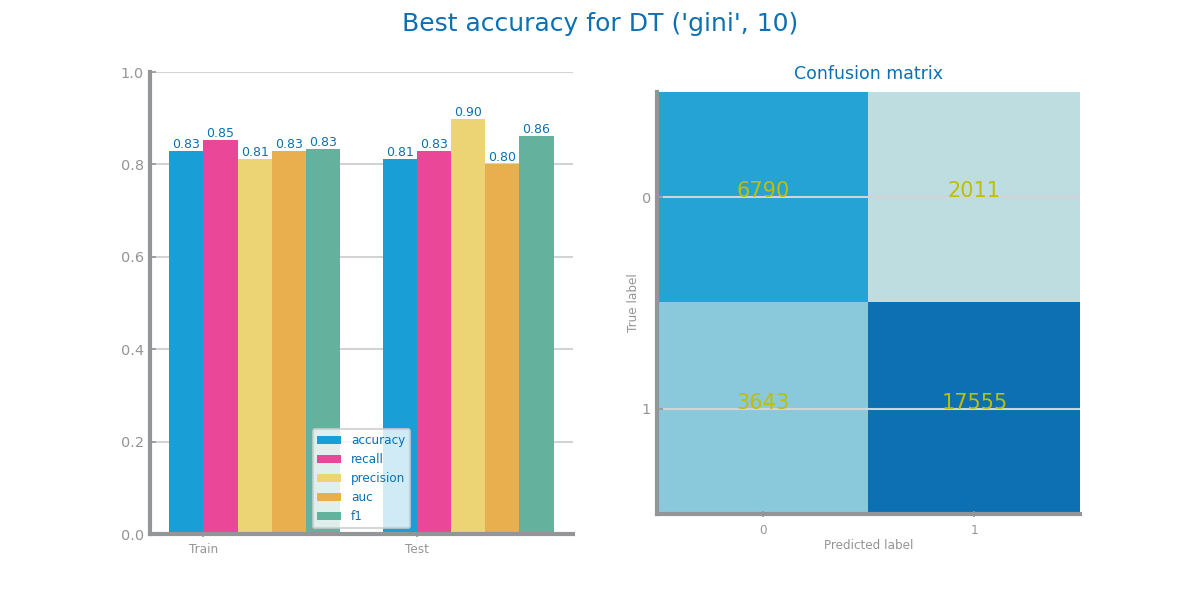 Best accuracy for DT ('gini', 10)
1.0
0.8
0.6
0.4
0.2
0.0
0.83
0.85
0.81
0.83
0.83
0.81
0.83
0.90
0.80
0.86
accuracy
recall
precision
auc
f1
Train
Test
Confusion matrix
True label
0
6790
2011
1
3643
17555
0
1
Predicted label